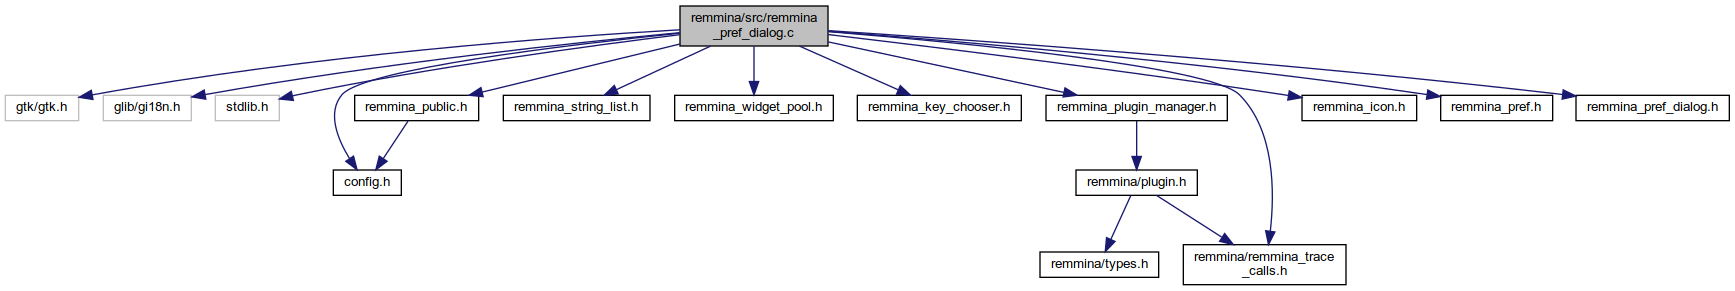 remmina/src/remmina
_pref_dialog.c
gtk/gtk.h
glib/gi18n.h
stdlib.h
remmina_public.h
remmina_string_list.h
remmina_widget_pool.h
remmina_key_chooser.h
remmina_plugin_manager.h
remmina_icon.h
remmina_pref.h
remmina_pref_dialog.h
config.h
remmina/plugin.h
remmina/types.h
remmina/remmina_trace
_calls.h